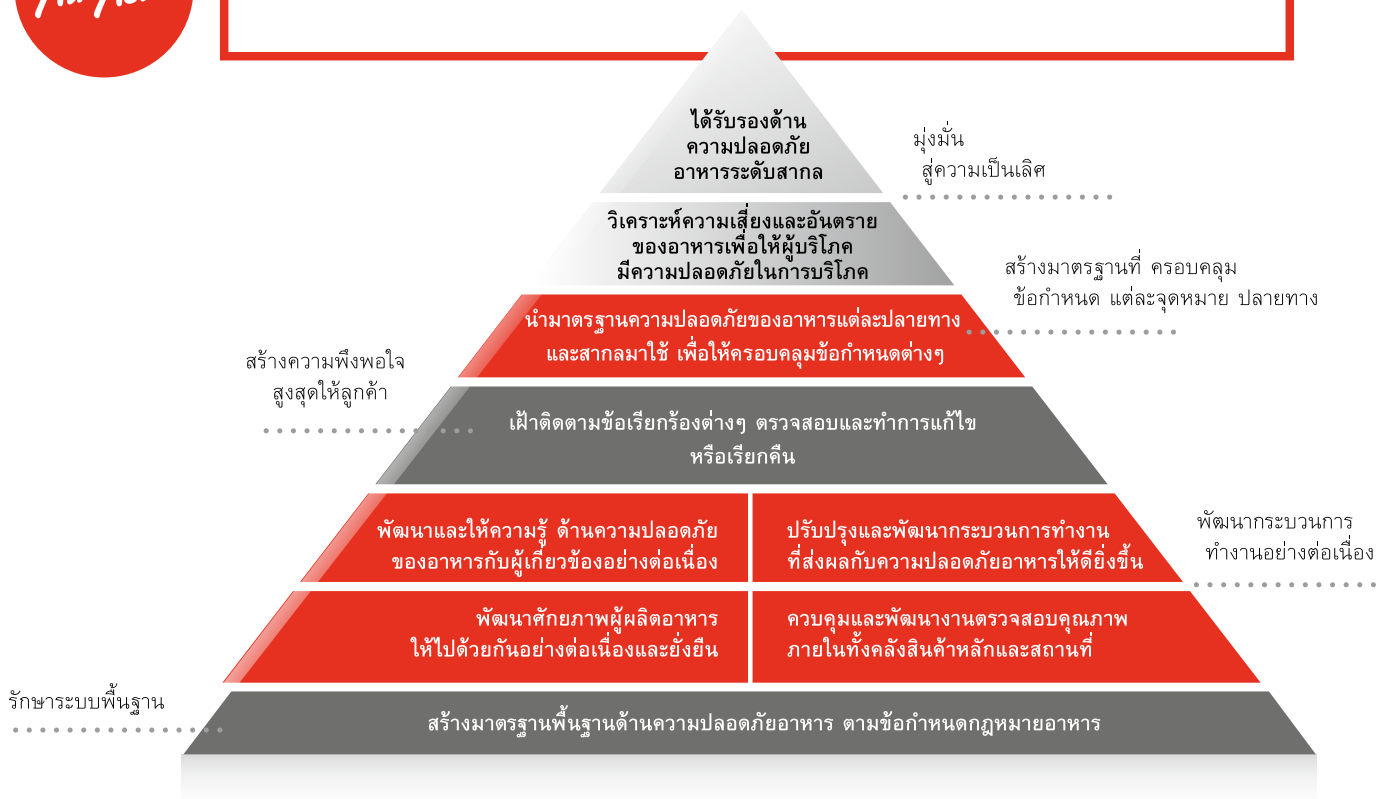 ได้รับรองด้าน
ความปลอดภัย
อาหารระดับสากล
มุ่งมั่น
สู่ความเป็นเลิศ
วิเคราะห์ความเสี่ยงและอันตราย
ของอาหารเพื่อให้ผู้บริโภค
มีความปลอดภัยในการบริโภค
สร้างมาตรฐานที่ ครอบคลุม
ข้อกำหนด แต่ละจุดหมาย ปลายทาง
นำมาตรฐานความปลอดภัยของอาหารแต่ละปลายทาง
และสากลมาใช้ เพื่อให้ครอบคลุมข้อกำหนดต่างๆ
สร้างความพึงพอใจ
สูงสุดให้ลูกค้า
เฝ้าติดตามข้อเรียกร้องต่างๆ ตรวจสอบและทำการแก้ไข
หรือเรียกคืน
พัฒนาและให้ความรู้ ด้านความปลอดภัย
ของอาหารกับผู้เกี่ยวข้องอย่างต่อเนื่อง
ปรับปรุงและพัฒนากระบวนการทำงาน
ที่ส่งผลกับความปลอดภัยอาหารให้ดียิ่งขึ้น
พัฒนากระบวนการ
ทำงานอย่างต่อเนื่อง
พัฒนาศักยภาพผู้ผลิตอาหาร
ให้ไปด้วยกันอย่างต่อเนื่องและยั่งยืน
ควบคุมและพัฒนางานตรวจสอบคุณภาพ
ภายในทั้งคลังสินค้าหลักและสถานที่
รักษาระบบพื้นฐาน
สร้างมาตรฐานพื้นฐานด้านความปลอดภัยอาหาร ตามข้อกำหนดกฎหมายอาหาร